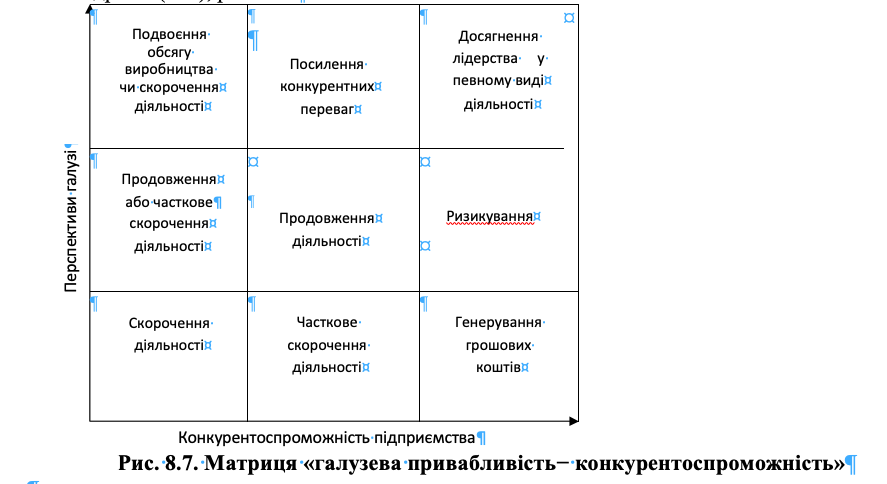 Подвоєння
обсягу
виробництва
чи скорочення
діяльності
Посилення
конкурентних
переваг
Досягнення
лідерства у
певному виді
діяльності
Продовження
або часткове
скорочення
діяльності
Продовження
діяльності
Ризикування
Скорочення
діяльності
Часткове
скорочення
діяльності
Генерування
грошових
коштів
Перспективи галузі
Конкурентоспроможність підприємства
Рис. 8.7. Матриця «галузева привабливість– конкурентоспроможність»